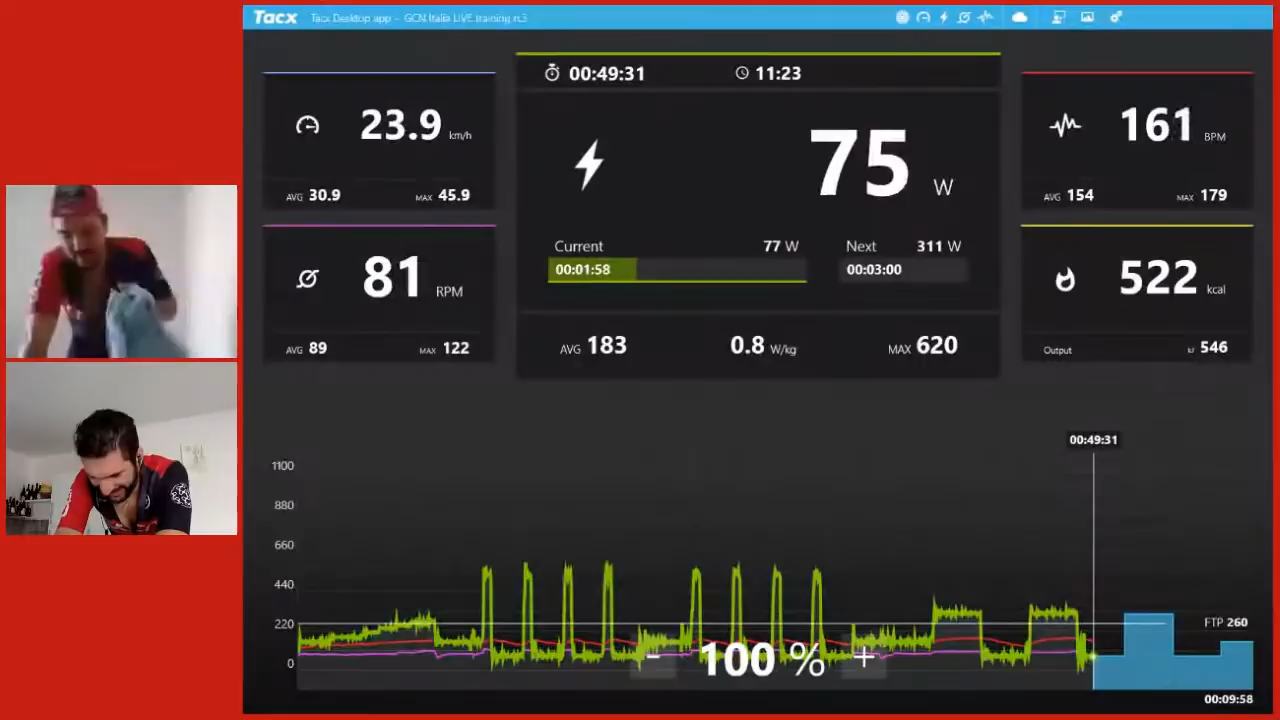 Tacx Tacx Desktop app - GCN Italia LIVE training n.3
00:49:31 11:23
23.9 km/h
AVG 30.9 MAX 45.9
75 W
161 BPM
AVG 154 MAX 179
Current 77 W Next 311 W
00:01:58 00:03:00
81 RPM
AVG 89 MAX 122
522 kcal
Output kJ 546
AVG 183 0.8 W/kg MAX 620
00:49:31
1100
880
660
440
220
0
FTP 260
- 100 % +
00:09:58